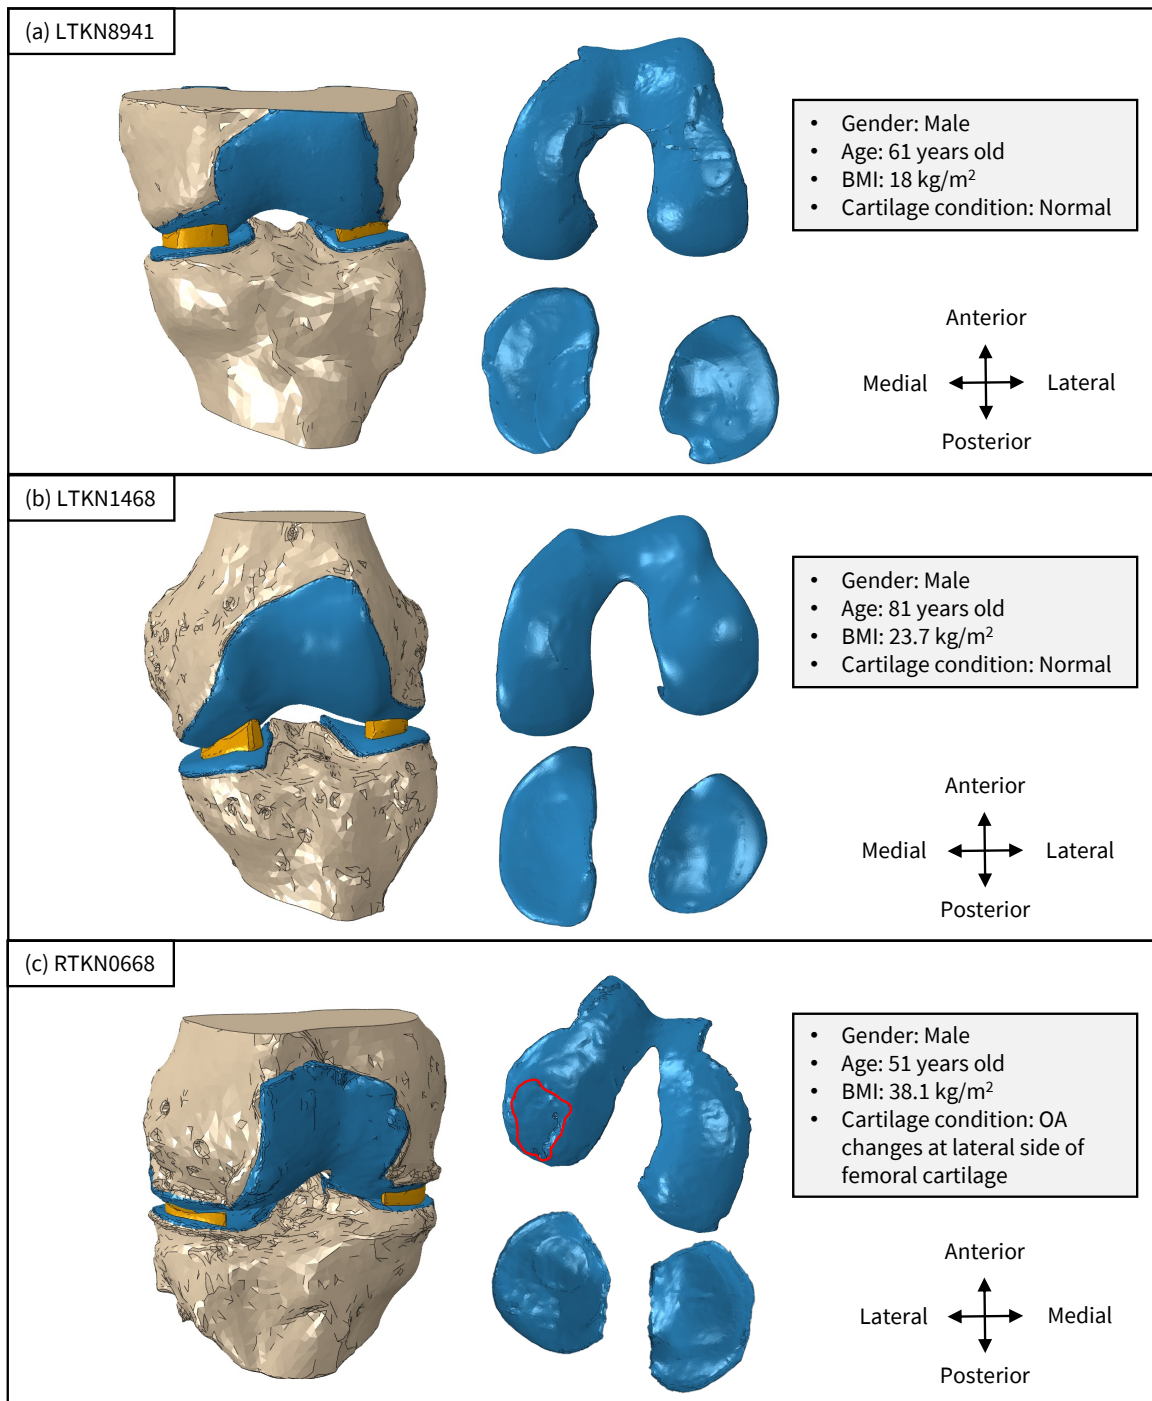 (a) LTKN8941
• Gender: Male
• Age: 61 years old
• BMI: 18 kg/m²
• Cartilage condition: Normal
Anterior
Medial Lateral
Posterior
(b) LTKN1468
• Gender: Male
• Age: 81 years old
• BMI: 23.7 kg/m²
• Cartilage condition: Normal
Anterior
Medial Lateral
Posterior
(c) RTKN0668
• Gender: Male
• Age: 51 years old
• BMI: 38.1 kg/m²
• Cartilage condition: OA
changes at lateral side of
femoral cartilage
Anterior
Lateral Medial
Posterior